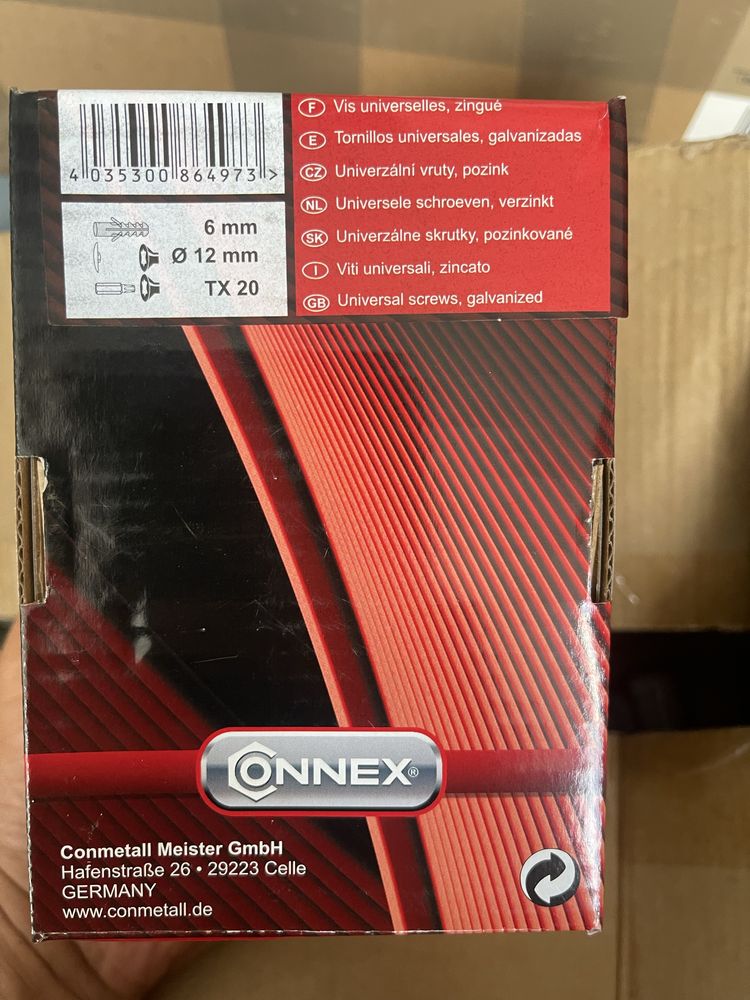 4 035300 864973 >
6 mm
Ø 12 mm
TX 20
F Vis universelles, zingué
E Tornillos universales, galvanizadas
CZ Univerzální vruty, pozink
NL Universele schroeven, verzinkt
SK Univerzálne skrutky, pozinkované
I Viti universali, zincato
GB Universal screws, galvanized
CONNEX®
Conmetall Meister GmbH
Hafenstraße 26 • 29223 Celle
GERMANY
www.conmetall.de